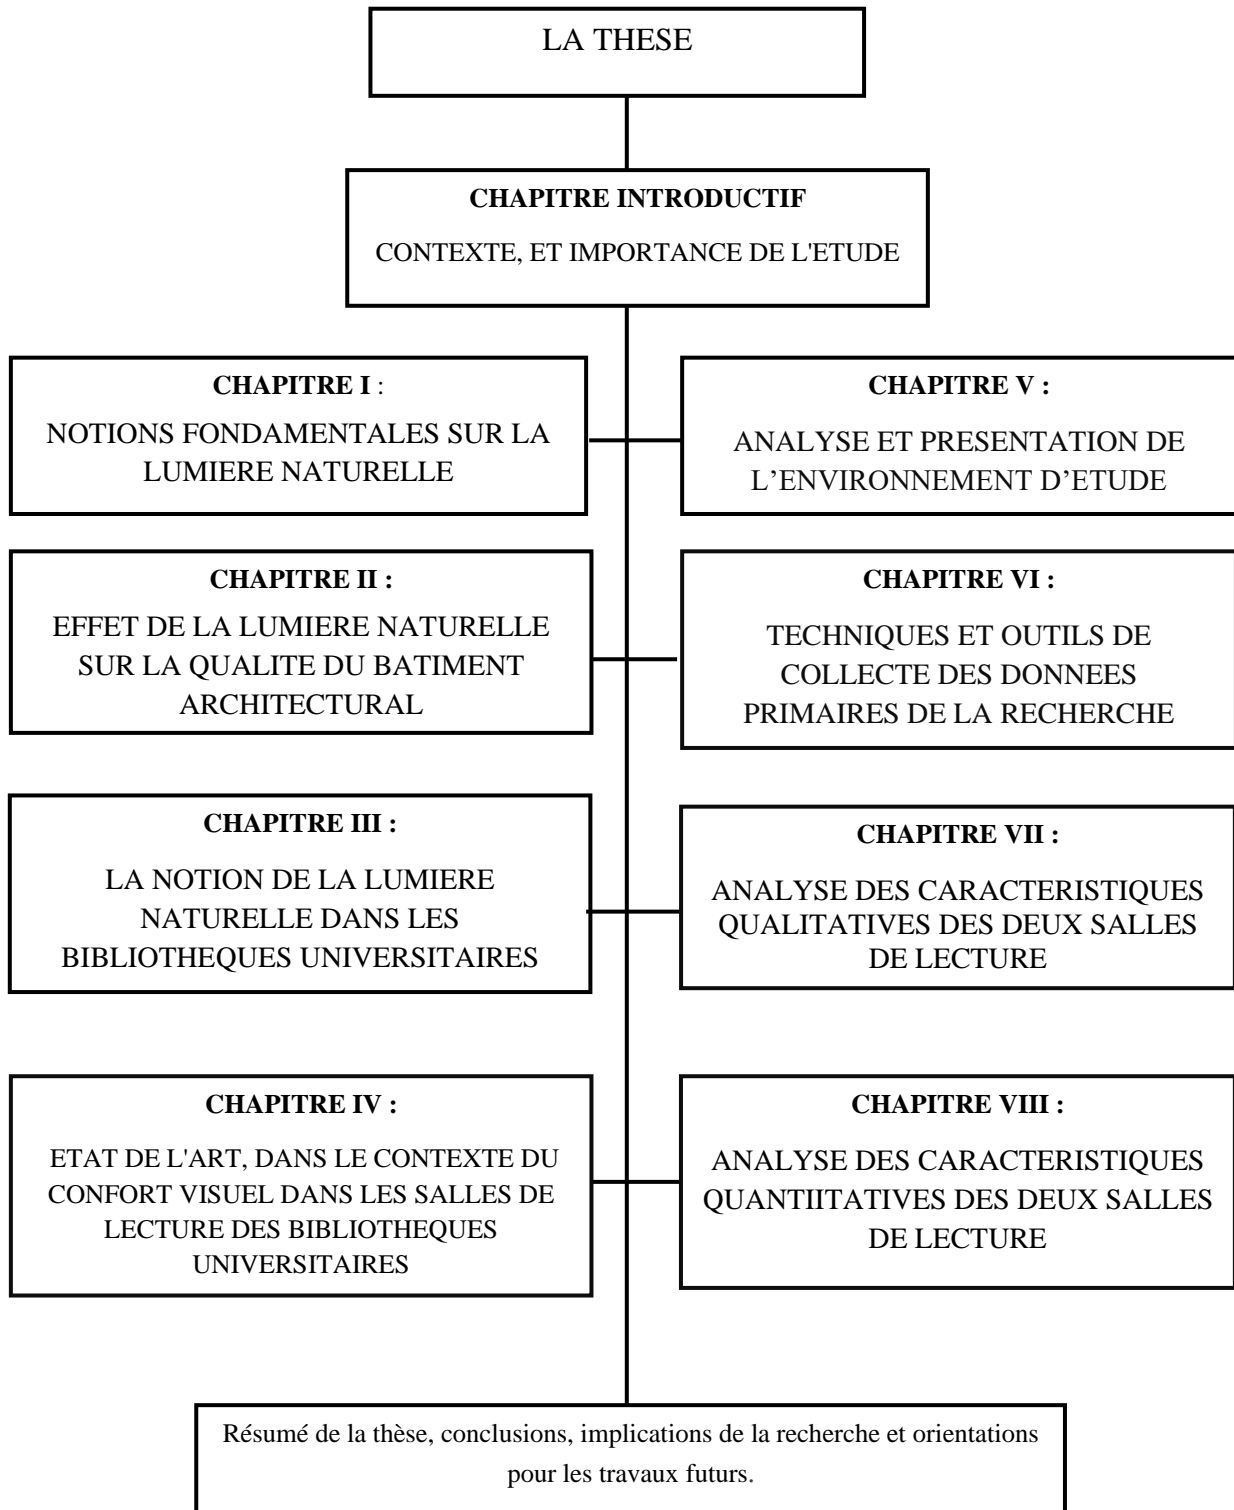 LA THESE
CHAPITRE INTRODUCTIF
CONTEXTE, ET IMPORTANCE DE L'ETUDE
CHAPITRE I :
NOTIONS FONDAMENTALES SUR LA
LUMIERE NATURELLE
CHAPITRE V :
ANALYSE ET PRESENTATION DE
L’ENVIRONNEMENT D’ETUDE
CHAPITRE II :
EFFET DE LA LUMIERE NATURELLE
SUR LA QUALITE DU BATIMENT
ARCHITECTURAL
CHAPITRE VI :
TECHNIQUES ET OUTILS DE
COLLECTE DES DONNEES
PRIMAIRES DE LA RECHERCHE
CHAPITRE III :
LA NOTION DE LA LUMIERE
NATURELLE DANS LES
BIBLIOTHEQUES UNIVERSITAIRES
CHAPITRE VII :
ANALYSE DES CARACTERISTIQUES
QUALITATIVES DES DEUX SALLES
DE LECTURE
CHAPITRE IV :
ETAT DE L'ART, DANS LE CONTEXTE DU
CONFORT VISUEL DANS LES SALLES DE
LECTURE DES BIBLIOTHEQUES
UNIVERSITAIRES
CHAPITRE VIII :
ANALYSE DES CARACTERISTIQUES
QUANTIITATIVES DES DEUX SALLES
DE LECTURE
Résumé de la thèse, conclusions, implications de la recherche et orientations
pour les travaux futurs.